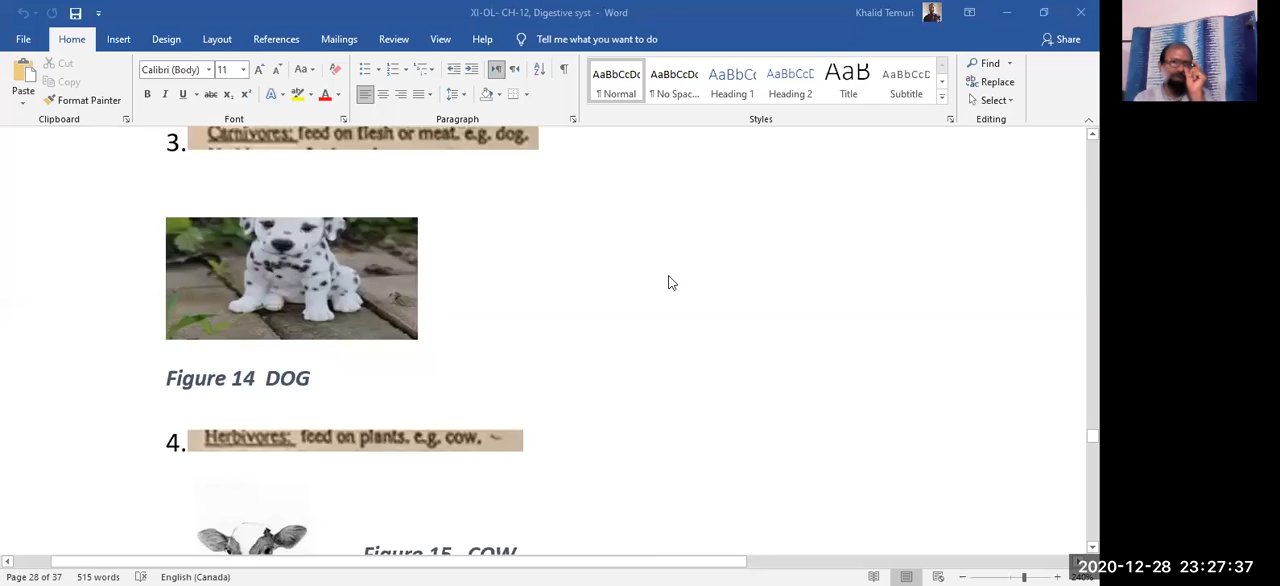 XI-OL- CH-12, Digestive syst - Word
Khalid Temuri
File Home Insert Design Layout References Mailings Review View Help Tell me what you want to do Share
Paste
Cut
Copy
Format Painter
Clipboard
Calibri (Body) 11
Font
Paragraph
AaBbCcDc AaBbCcDc AaBbCc AaBbCcD AaB AaBbCcD
¶ Normal ¶ No Spac... Heading 1 Heading 2 Title Subtitle
Styles
Find
Replace
Select
Editing
3. Carnivores: feed on flesh or meat. e.g. dog.
Figure 14 DOG
4. Herbivores: feed on plants. e.g. cow.
Figure 15 COW
Page 28 of 37 515 words English (Canada)
240%
2020-12-28 23:27:37